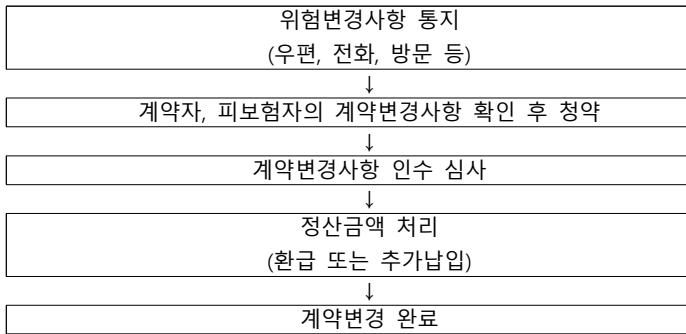 위험변경사항 통지
(우편, 전화, 방문 등)
↓
계약자, 피보험자의 계약변경사항 확인 후 청약
↓
계약변경사항 인수 심사
↓
정산금액 처리
(환급 또는 추가납입)
↓
계약변경 완료